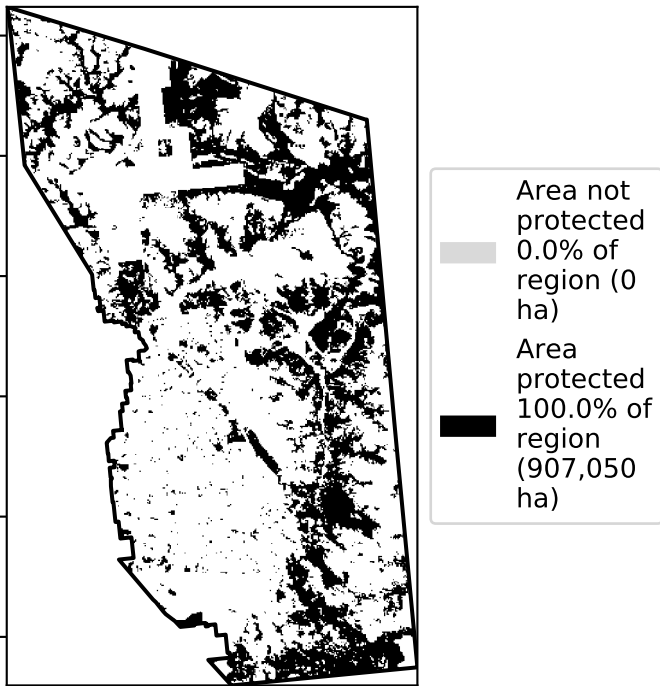 Area not
protected
0.0% of
region (0
ha)
Area
protected
100.0% of
region
(907,050
ha)